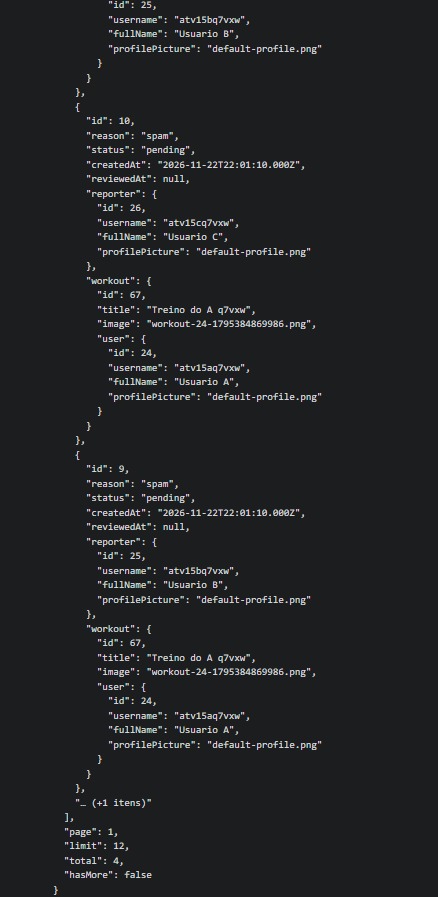 "id": 25,
"username": "atv15bq7vxw",
"fullName": "Usuario B",
"profilePicture": "default-profile.png"
}
}
},
{
"id": 10,
"reason": "spam",
"status": "pending",
"createdAt": "2026-11-22T22:01:10.000Z",
"reviewedAt": null,
"reporter": {
"id": 26,
"username": "atv15cq7vxw",
"fullName": "Usuario C",
"profilePicture": "default-profile.png"
},
"workout": {
"id": 67,
"title": "Treino do A q7vxw",
"image": "workout-24-1795384869986.png",
"user": {
"id": 24,
"username": "atv15aq7vxw",
"fullName": "Usuario A",
"profilePicture": "default-profile.png"
}
}
},
{
"id": 9,
"reason": "spam",
"status": "pending",
"createdAt": "2026-11-22T22:01:10.000Z",
"reviewedAt": null,
"reporter": {
"id": 25,
"username": "atv15bq7vxw",
"fullName": "Usuario B",
"profilePicture": "default-profile.png"
},
"workout": {
"id": 67,
"title": "Treino do A q7vxw",
"image": "workout-24-1795384869986.png",
"user": {
"id": 24,
"username": "atv15aq7vxw",
"fullName": "Usuario A",
"profilePicture": "default-profile.png"
}
}
},
"… (+1 itens)"
],
"page": 1,
"limit": 12,
"total": 4,
"hasMore": false
}